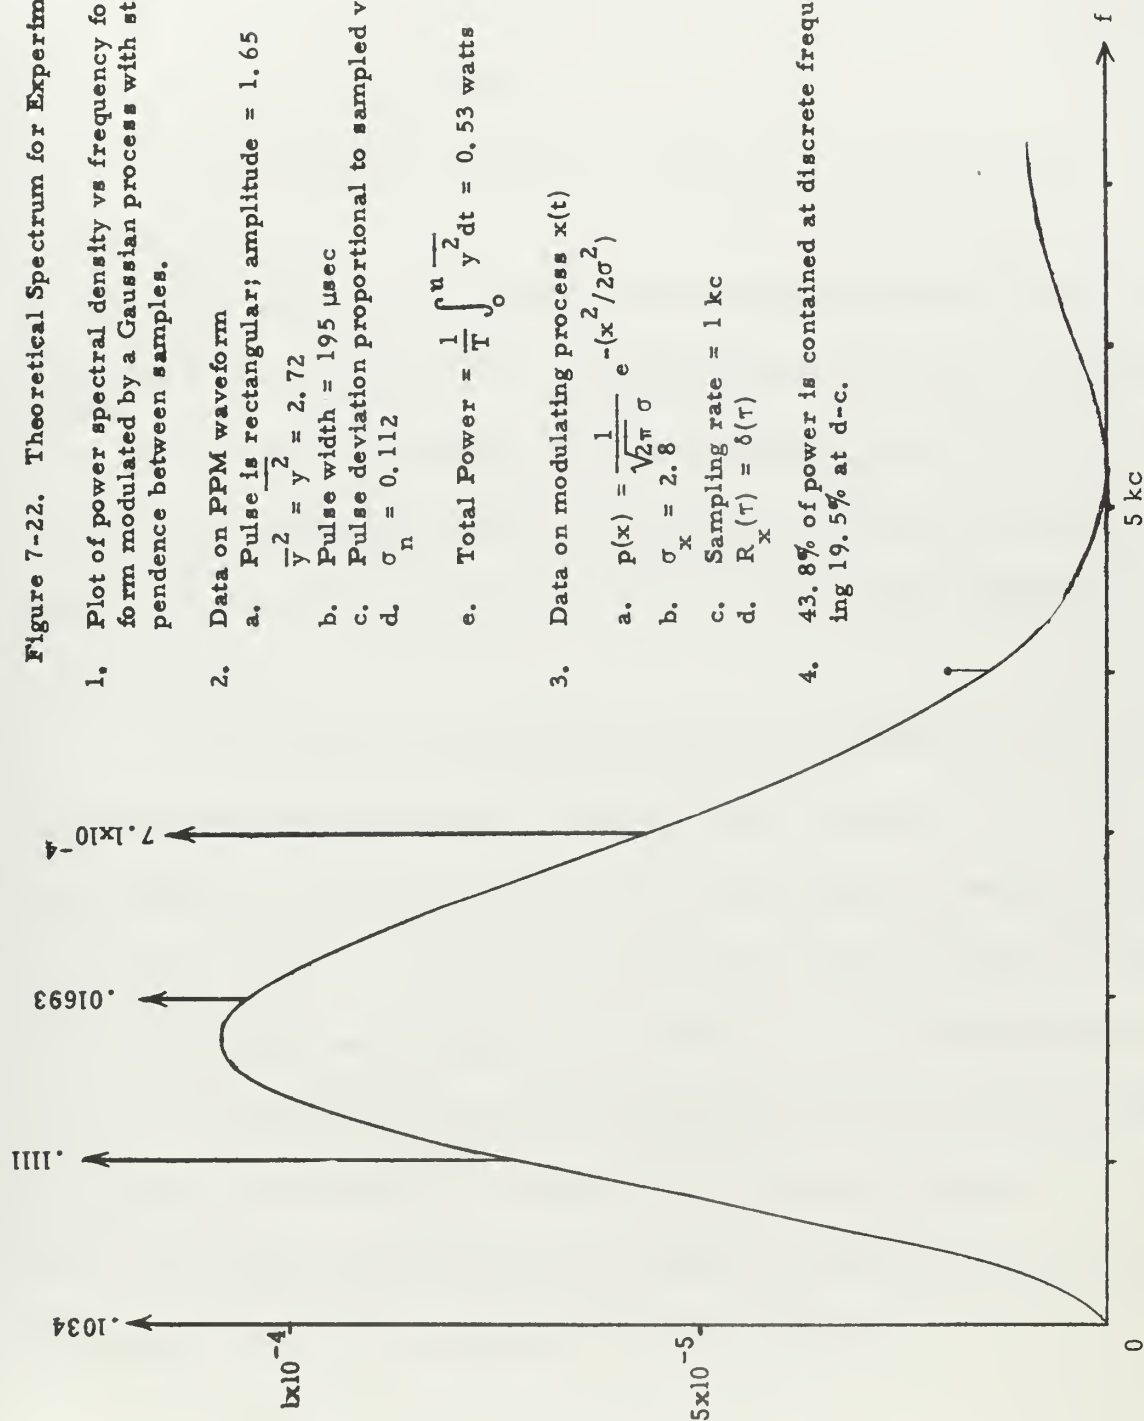 Figure 7-22. Theoretical Spectrum for Experim
1. Plot of power spectral density vs frequency fo
form modulated by a Gaussian process with st
pendence between samples.
2. Data on PPM waveform
a. Pulse is rectangular; amplitude = 1.65
y̅² = y² = 2.72
b. Pulse width = 195 μsec
c. Pulse deviation proportional to sampled v
d. σn = 0.112
e. Total Power = 1/T ∫₀ᵘ y² dt = 0.53 watts
3. Data on modulating process x(t)
a. p(x) = 1/√2π σ e -(x²/2σ²)
b. σx = 2.8
c. Sampling rate = 1 kc
d. Rx(τ) = δ(τ)
4. 43.8% of power is contained at discrete frequ
ing 19.5% at d-c.
.1034
.1111
.01693
7.1x10⁻⁴
1x10⁻⁴
5x10⁻⁵
0
5 kc
f